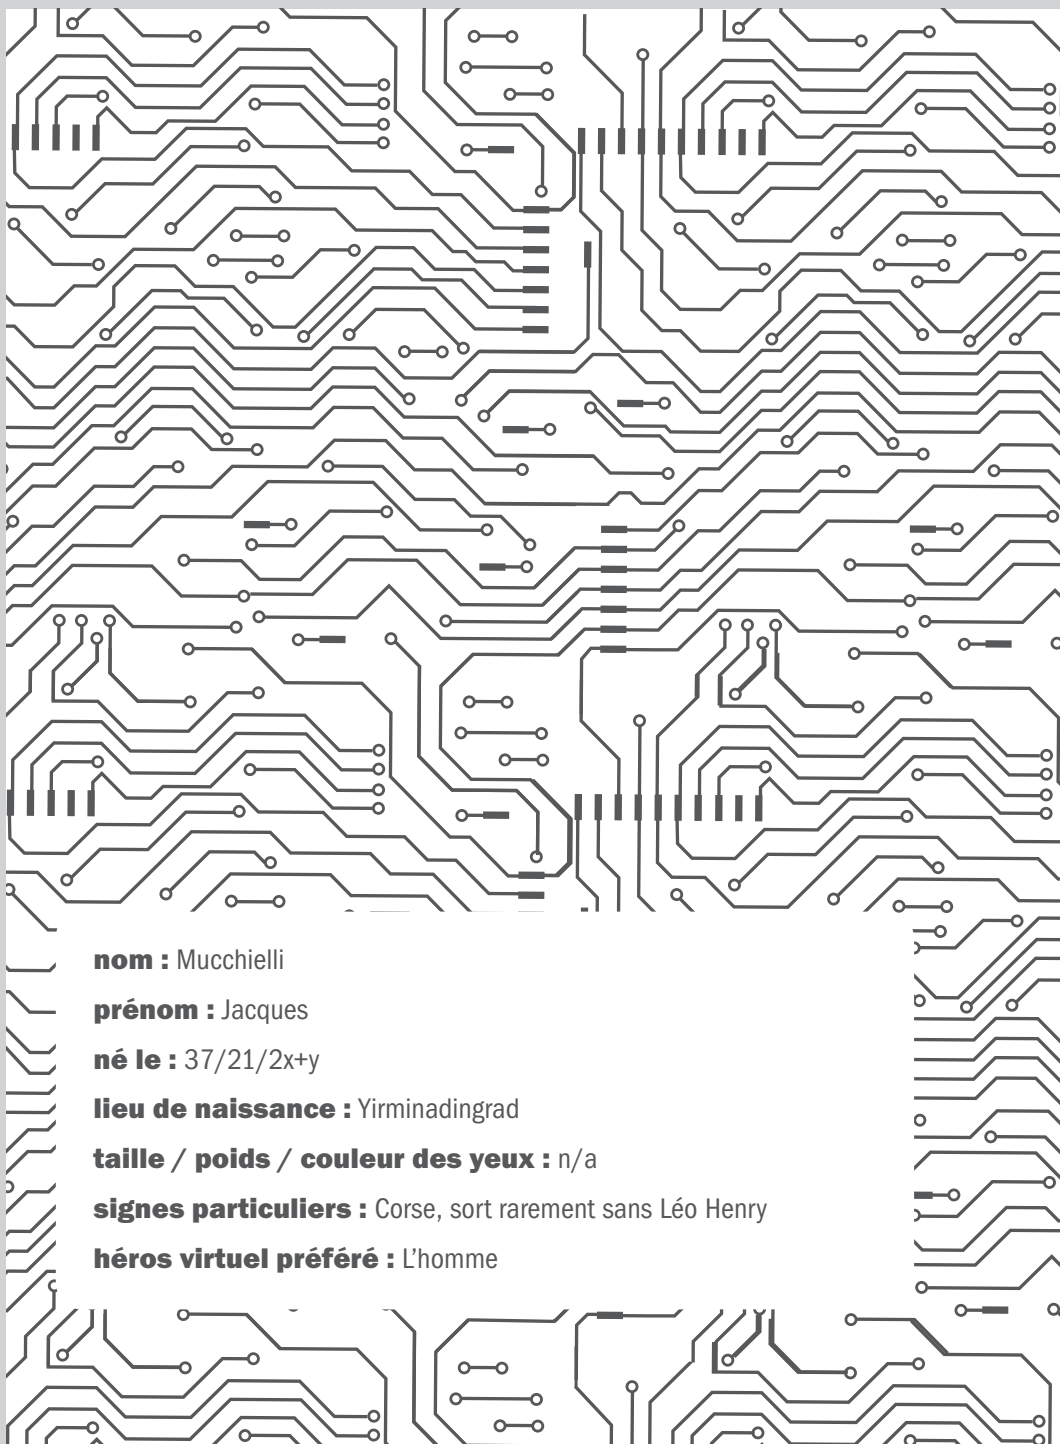 nom : Mucchielli
prénom : Jacques
né le : 37/21/2x+y
lieu de naissance : Yirminadingrad
taille / poids / couleur des yeux : n/a
signes particuliers : Corse, sort rarement sans Léo Henry
héros virtuel préféré : L'homme